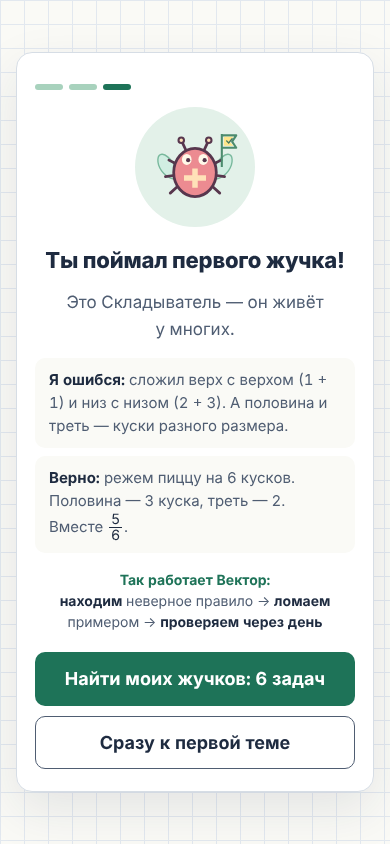 Ты поймал первого жучка!
Это Складыватель — он живёт
у многих.
Я ошибся: сложил верх с верхом (1 +
1) и низ с низом (2 + 3). А половина и
треть — куски разного размера.
Верно: режем пиццу на 6 кусков.
Половина — 3 куска, треть — 2.
Вместе 5/6.
Так работает Вектор:
находим неверное правило → ломаем
примером → проверяем через день
Найти моих жучков: 6 задач
Сразу к первой теме